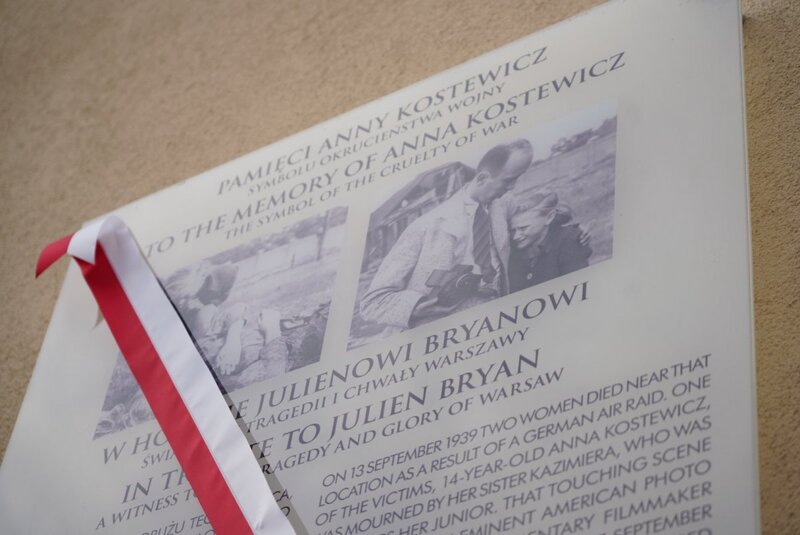 PAMIĘCI ANNY KOSTEWICZ
SYMBOLU OKRUCIEŃSTWA WOJNY
TO THE MEMORY OF ANNA KOSTEWICZ
THE SYMBOL OF THE CRUELTY OF WAR
W JULIENOWI BRYANOWI
TRAGEDII I CHWAŁY WARSZAWY
IN TO JULIEN BRYAN
A WITNESS TO AND GLORY OF WARSAW
ON 13 SEPTEMBER 1939 TWO WOMEN DIED NEAR THAT
LOCATION AS A RESULT OF A GERMAN AIR RAID. ONE
OF THE VICTIMS, 14-YEAR-OLD ANNA KOSTEWICZ,
WAS MOURNED BY HER SISTER KAZIMIERA, WHO WAS
HER JUNIOR. THAT TOUCHING SCENE
EMINENT AMERICAN PHOTO
FILMMAKER
SEPTEMBER